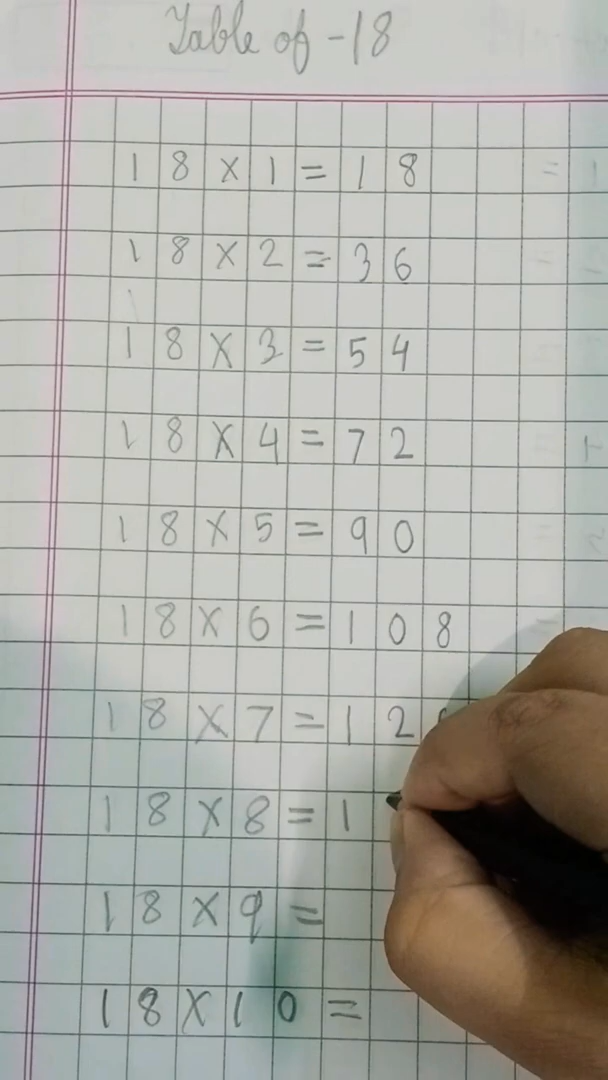 Table of -18
18 x 1 = 18
18 x 2 = 36
18 x 3 = 54
18 x 4 = 72
18 x 5 = 90
18 x 6 = 108
18 x 7 = 12
18 x 8 = 1
18 x 9 =
18 x 10 =